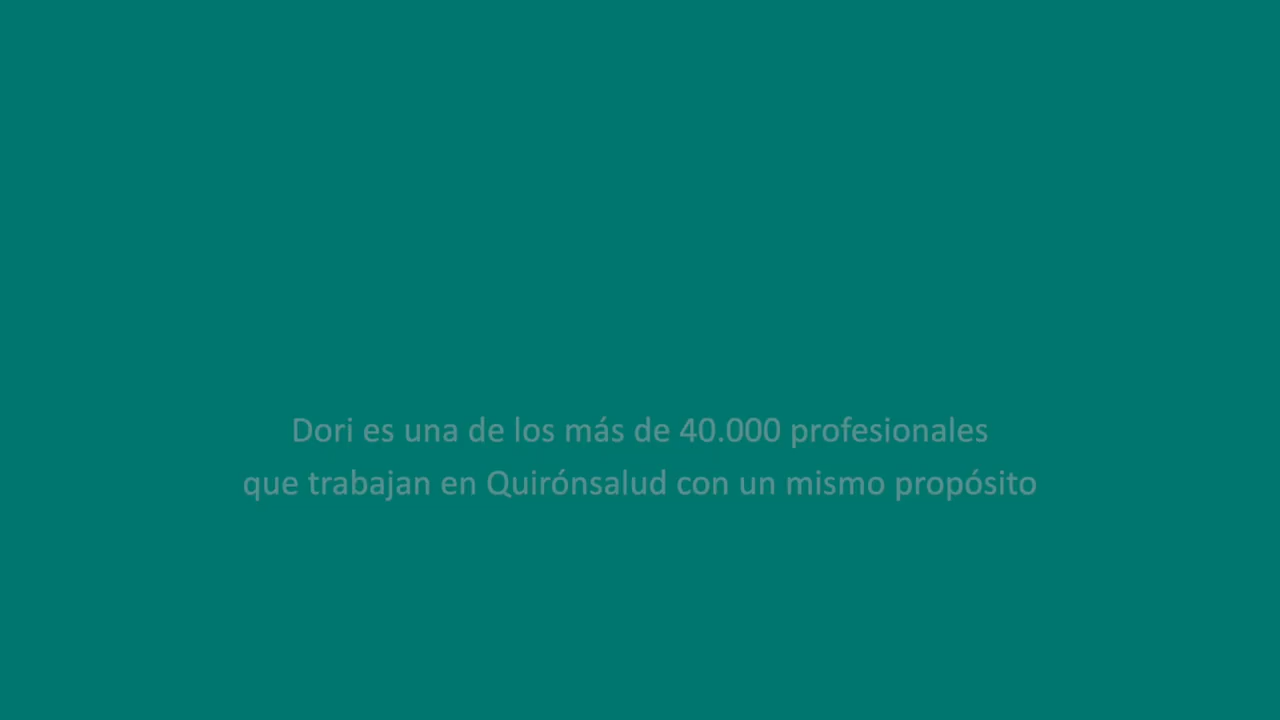 Dori es una de los más de 40.000 profesionales
que trabajan en Quirónsalud con un mismo propósito